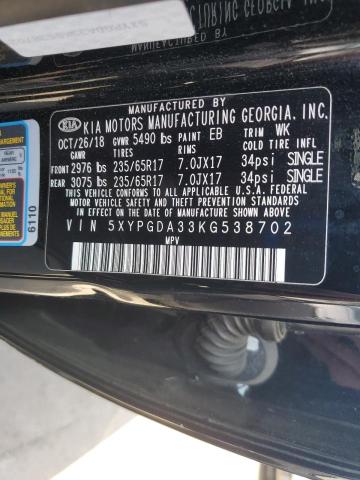 MANUFACTURED BY
KIA KIA MOTORS MANUFACTURING GEORGIA, INC.
OCT/26/18 GVWR 5490 lbs PAINT EB TRIM WK
GAWR TIRES RIMS COLD TIRE INFL
FRONT 2976 lbs 235/65R17 7.0JX17 34psi SINGLE
REAR 3075 lbs 235/65R17 7.0JX17 34psi SINGLE
THIS VEHICLE CONFORMS TO ALL APPLICABLE U.S.A. FEDERAL
MOTOR VEHICLE SAFETY, BUMPER, AND THEFT PREVENTION
STANDARDS IN EFFECT ON THE DATE OF MANUFACTURE SHOWN ABOVE.
VIN 5XYPGDA33KG538702
MPV
6110